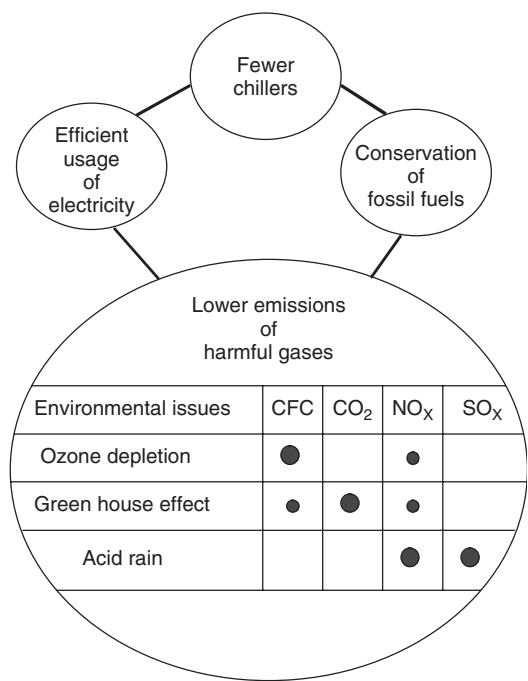 Fewer
chillers
Efficient
usage
of
electricity
Conservation
of
fossil fuels
Lower emissions
of
harmful gases
Environmental issues CFC CO₂ NOₓ SOₓ
Ozone depletion
Green house effect
Acid rain